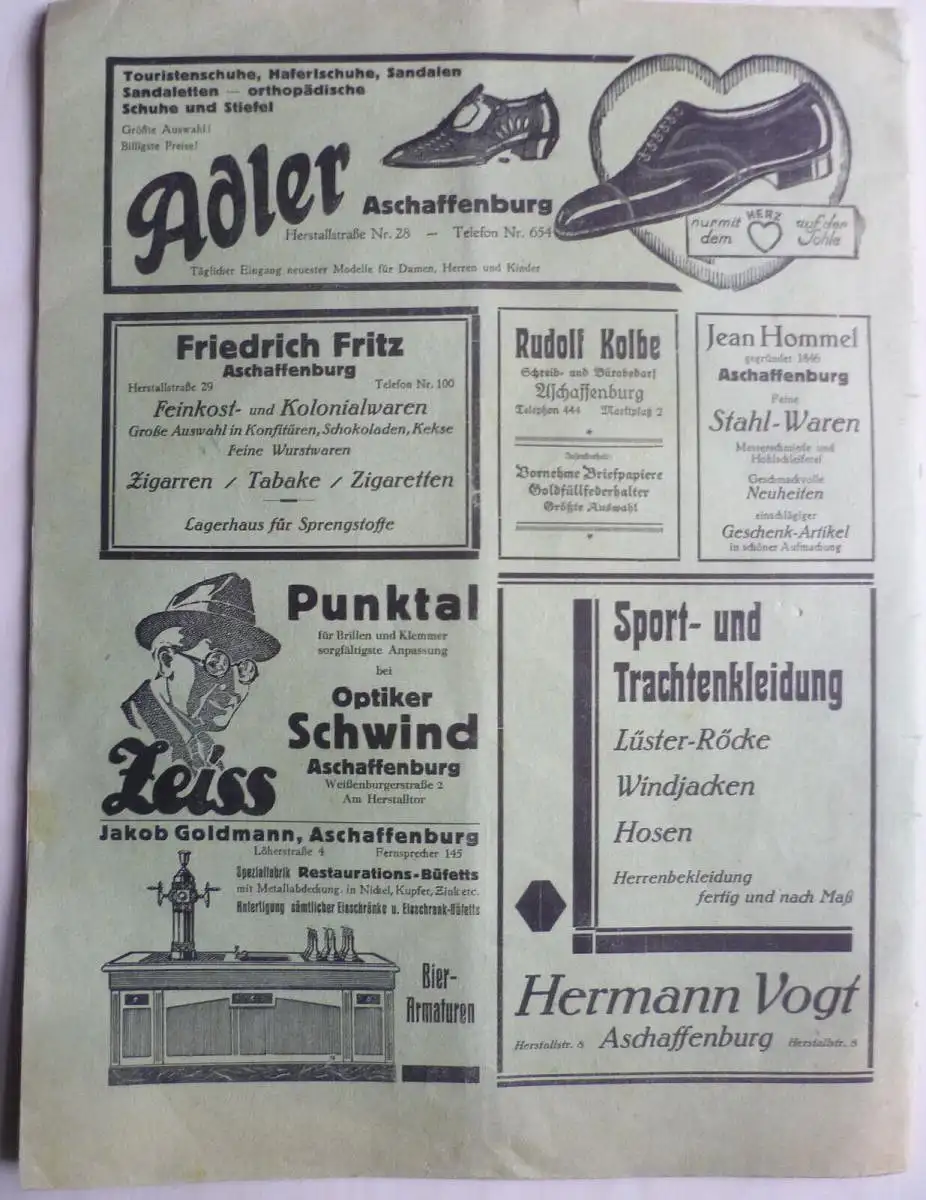 Touristenschuhe, Haferlschuhe, Sandalen
Sandaletten — orthopädische
Schuhe und Stiefel
Größte Auswahl!
Billigste Preise!
Adler
Aschaffenburg
Herstallstraße Nr. 28 — Telefon Nr. 654
Täglicher Eingang neuester Modelle für Damen, Herren und Kinder
nur mit HERZ auf der
dem Sohle
Friedrich Fritz
Aschaffenburg
Herstallstraße 29 Telefon Nr. 100
Feinkost- und Kolonialwaren
Große Auswahl in Konfitüren, Schokoladen, Kekse
Feine Wurstwaren
Zigarren / Tabake / Zigaretten
Lagerhaus für Sprengstoffe
Rudolf Kolbe
Schreib- und Bürobedarf
Aschaffenburg
Telephon 444 Marktplatz 2
Vornehme Briefpapiere
Goldfüllfederhalter
Größte Auswahl
Jean Hommel
gegründet 1846
Aschaffenburg
Feine
Stahl-Waren
Messerschmiede und
Hohlschleiferei
Geschmackvolle
Neuheiten
einschlägiger
Geschenk-Artikel
in schöner Aufmachung
Punktal
für Brillen und Klemmer
sorgfältigste Anpassung
bei
Optiker
Schwind
Aschaffenburg
Weißenburgerstraße 2
Am Herstalltor
Zeiss
Jakob Goldmann, Aschaffenburg
Löherstraße 4 Fernsprecher 145
Spezialfabrik Restaurations-Büfetts
mit Metallabdeckung in Nickel, Kupfer, Zink etc.
Anfertigung sämtlicher Eisschränke u. Eisschrank-Büfetts
Bier-
Armaturen
Sport- und
Trachtenkleidung
Lüster-Röcke
Windjacken
Hosen
Herrenbekleidung
fertig und nach Maß
Hermann Vogt
Herstallstr. 8 Aschaffenburg Herstallstr. 8